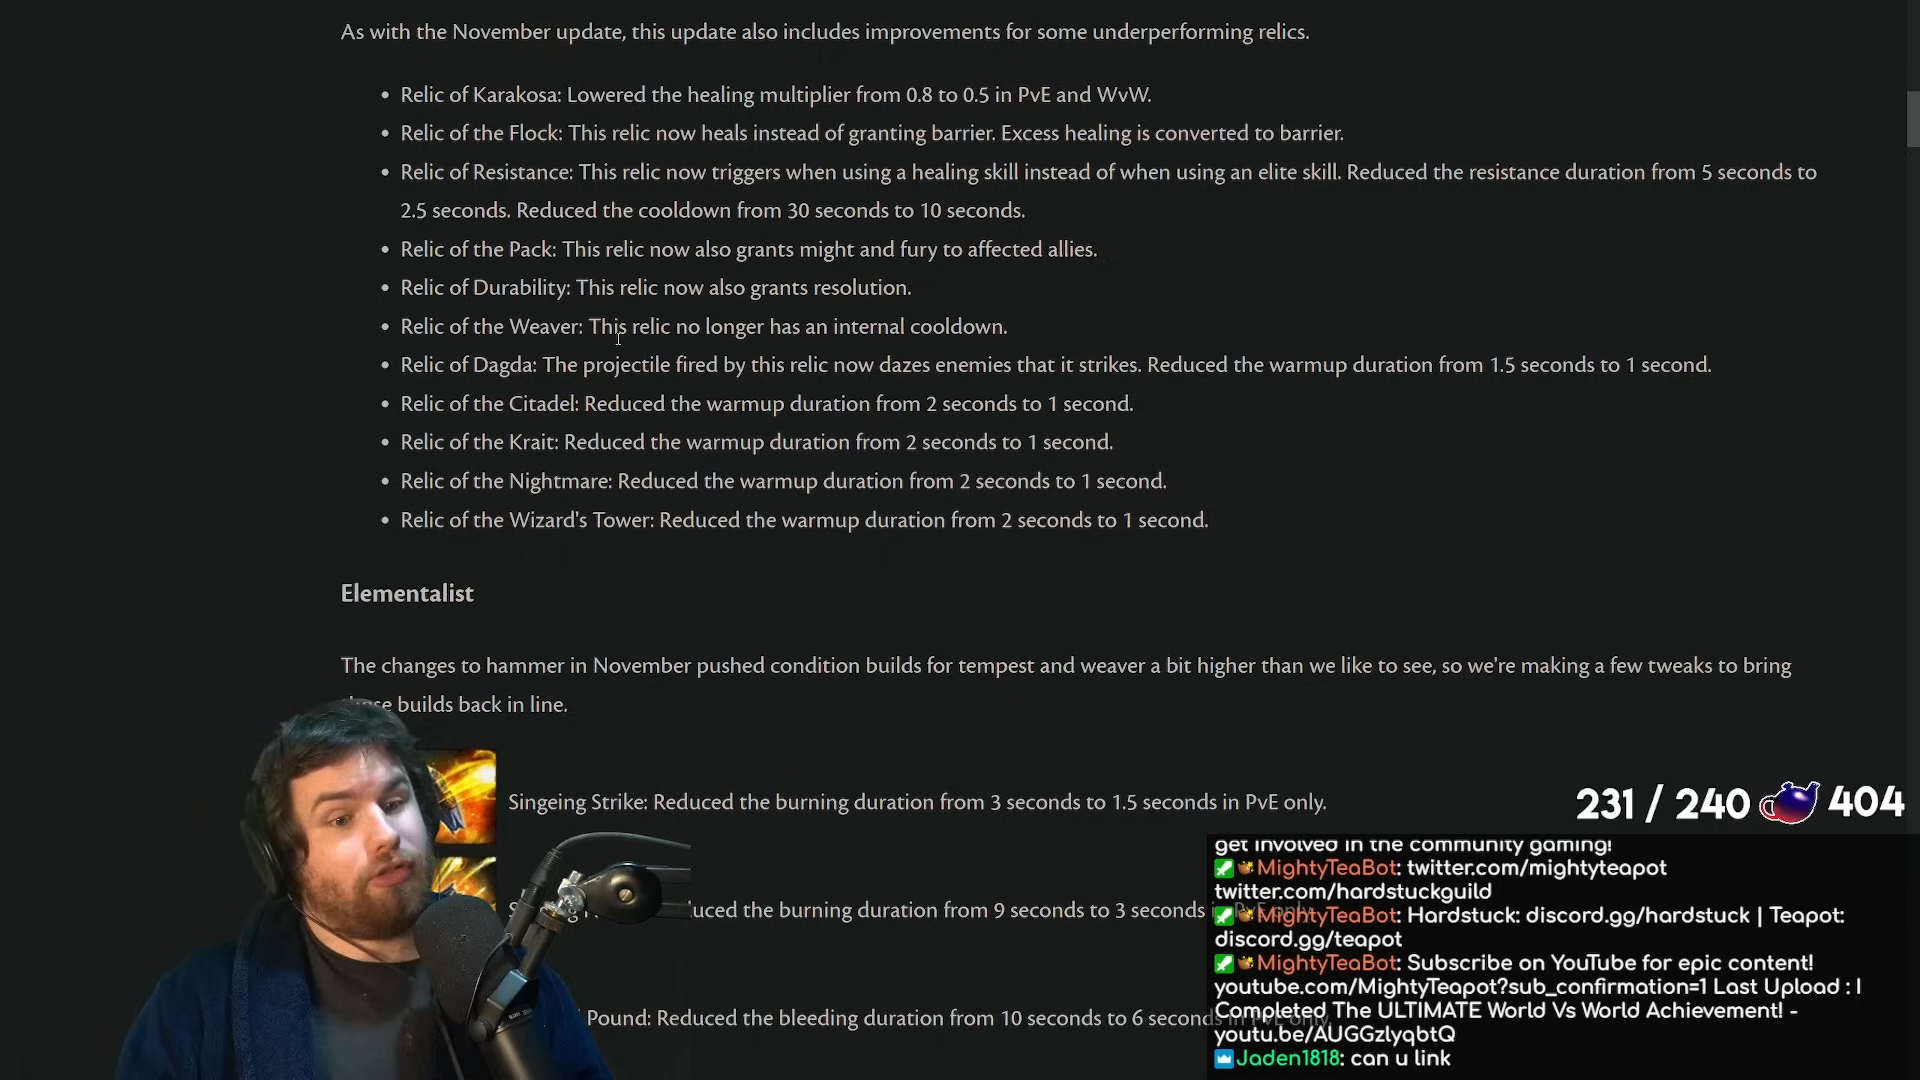 As with the November update, this update also includes improvements for some underperforming relics.
• Relic of Karakosa: Lowered the healing multiplier from 0.8 to 0.5 in PvE and WvW.
• Relic of the Flock: This relic now heals instead of granting barrier. Excess healing is converted to barrier.
• Relic of Resistance: This relic now triggers when using a healing skill instead of when using an elite skill. Reduced the resistance duration from 5 seconds to
2.5 seconds. Reduced the cooldown from 30 seconds to 10 seconds.
• Relic of the Pack: This relic now also grants might and fury to affected allies.
• Relic of Durability: This relic now also grants resolution.
• Relic of the Weaver: This relic no longer has an internal cooldown.
• Relic of Dagda: The projectile fired by this relic now dazes enemies that it strikes. Reduced the warmup duration from 1.5 seconds to 1 second.
• Relic of the Citadel: Reduced the warmup duration from 2 seconds to 1 second.
• Relic of the Krait: Reduced the warmup duration from 2 seconds to 1 second.
• Relic of the Nightmare: Reduced the warmup duration from 2 seconds to 1 second.
• Relic of the Wizard's Tower: Reduced the warmup duration from 2 seconds to 1 second.
Elementalist
The changes to hammer in November pushed condition builds for tempest and weaver a bit higher than we like to see, so we're making a few tweaks to bring
builds back in line.
Singeing Strike: Reduced the burning duration from 3 seconds to 1.5 seconds in PvE only.
the burning duration from 9 seconds to 3 seconds in PvE only.
Pound: Reduced the bleeding duration from 10 seconds to 6 seconds in PvE only.
231 / 240 404
get involved in the community gaming!
MightyTeaBot: twitter.com/mightyteapot
twitter.com/hardstuckguild
MightyTeaBot: Hardstuck: discord.gg/hardstuck | Teapot:
discord.gg/teapot
MightyTeaBot: Subscribe on YouTube for epic content!
youtube.com/MightyTeapot?sub_confirmation=1 Last Upload : I
Completed The ULTIMATE World Vs World Achievement! -
youtu.be/AUGGzlyqbtQ
Jaden1818: can u link